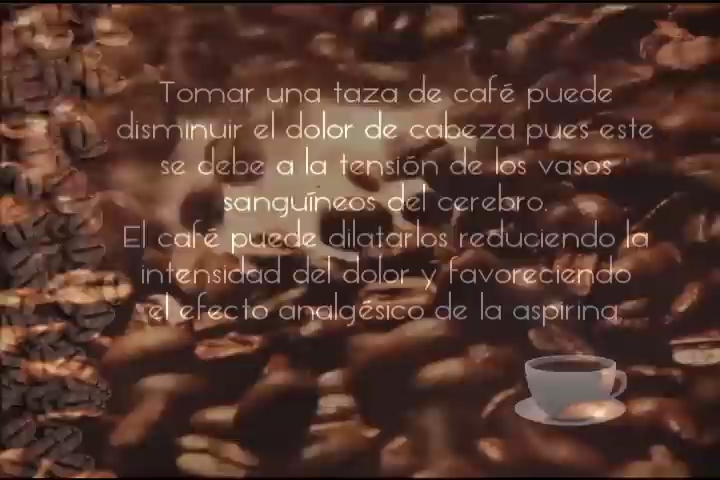 Tomar una taza de café puede
disminuir el dolor de cabeza pues este
se debe a la tensión de los vasos
sanguíneos del cerebro.
El café puede dilatarlos reduciendo la
intensidad del dolor y favoreciendo
el efecto analgésico de la aspirina